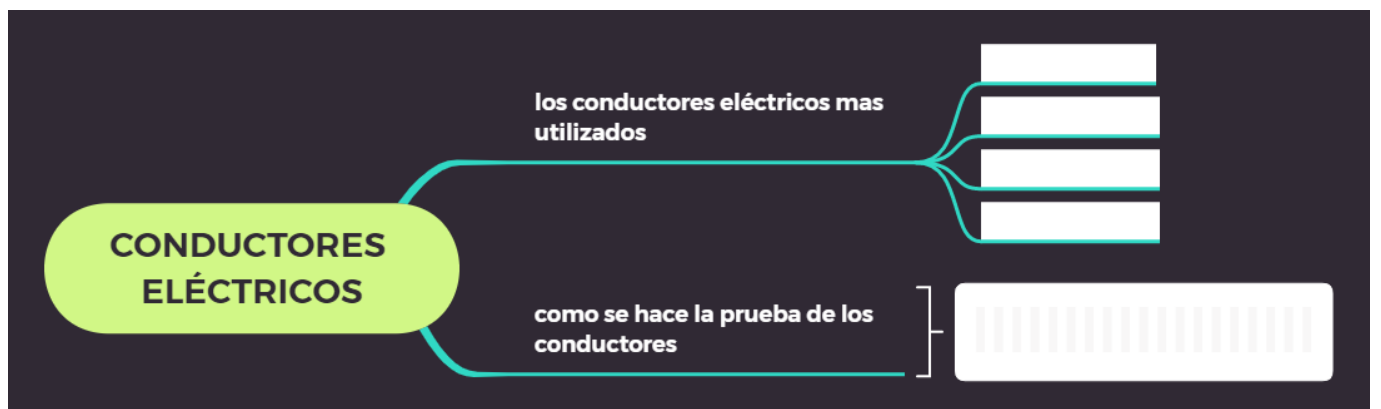 los conductores eléctricos mas
utilizados
CONDUCTORES
ELÉCTRICOS
como se hace la prueba de los
conductores